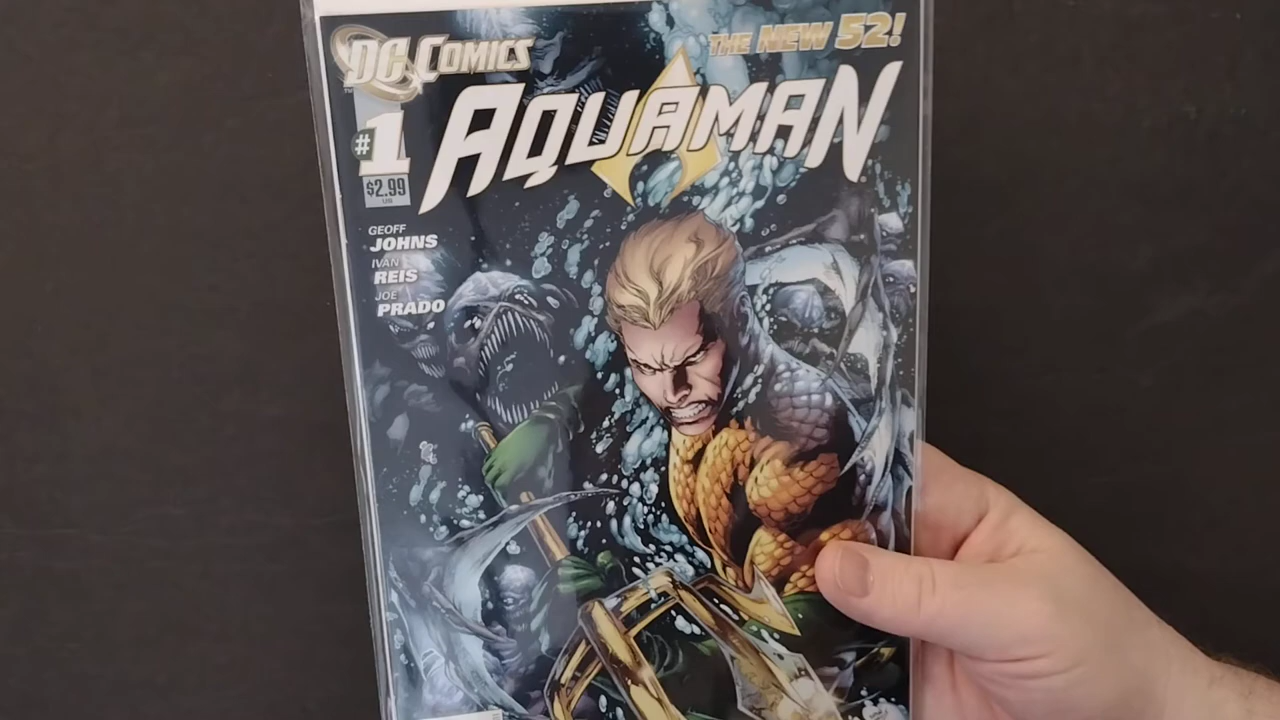 DC COMICS
THE NEW 52!
AQUAMAN
#1
$2.99
US
GEOFF
JOHNS
IVAN
REIS
JOE
PRADO